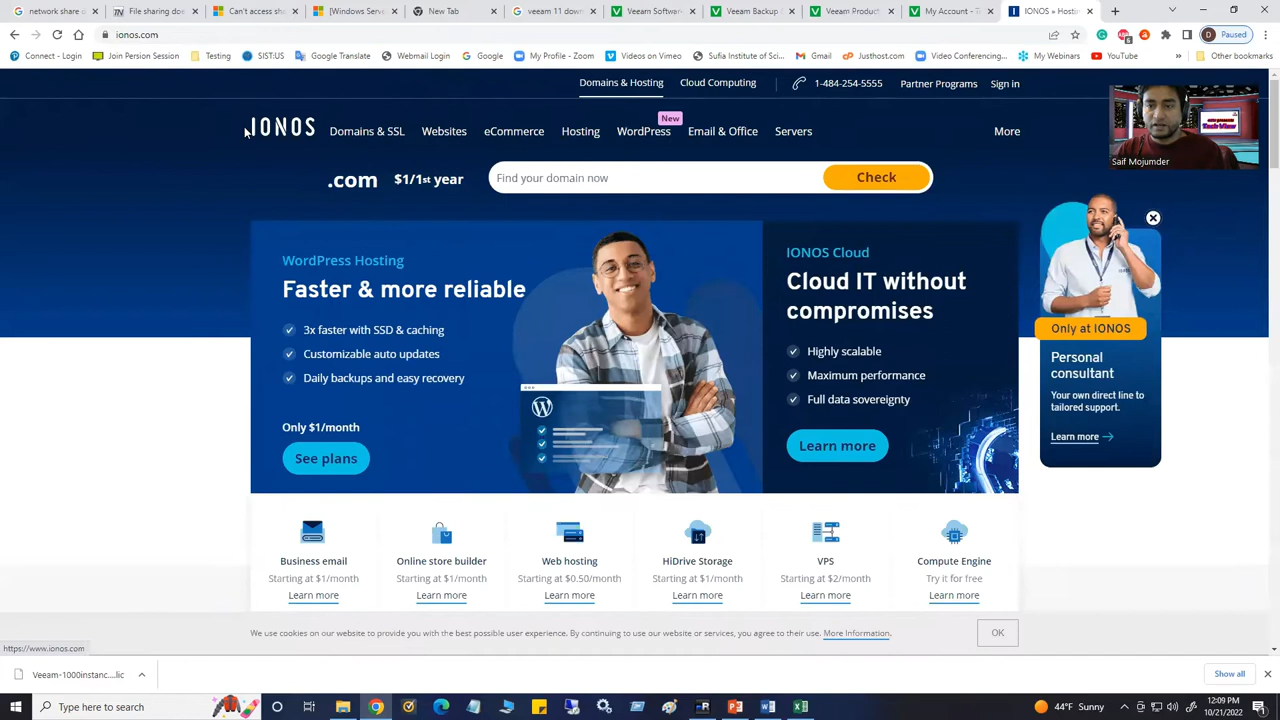 network share o
File sharing doe
Can't access sha
[Windows Server
New Tab
veeam 11 down
Veeam Software
Veeam Backup &
Veeam Product
My Account - T
IONOS » Hostin
ionos.com
Paused
Connect - Login
Join Persion Session
Testing
SIST:US
Google Translate
Webmail Login
Google
My Profile - Zoom
Videos on Vimeo
Sufia Institute of Sci...
Gmail
Justhost.com
Video Conferencing...
My Webinars
YouTube
Other bookmarks
Domains & Hosting
Cloud Computing
1-484-254-5555
Partner Programs
Sign in
IONOS
Domains & SSL
Websites
eCommerce
Hosting
WordPress
New
Email & Office
Servers
More
Saif Mojumder
.com
$1/1st year
Find your domain now
Check
WordPress Hosting
Faster & more reliable
3x faster with SSD & caching
Customizable auto updates
Daily backups and easy recovery
Only $1/month
See plans
IONOS Cloud
Cloud IT without
compromises
Highly scalable
Maximum performance
Full data sovereignty
Learn more
Only at IONOS
Personal
consultant
Your own direct line to
tailored support.
Learn more
Business email
Starting at $1/month
Learn more
Online store builder
Starting at $1/month
Learn more
Web hosting
Starting at $0.50/month
Learn more
HiDrive Storage
Starting at $1/month
Learn more
VPS
Starting at $2/month
Learn more
Compute Engine
Try it for free
Learn more
We use cookies on our website to provide you with the best possible user experience. By continuing to use our website or services, you agree to their use. More Information.
OK
https://www.ionos.com
Veeam-1000instanc....lic
Show all
Type here to search
44°F Sunny
12:09 PM
10/21/2022